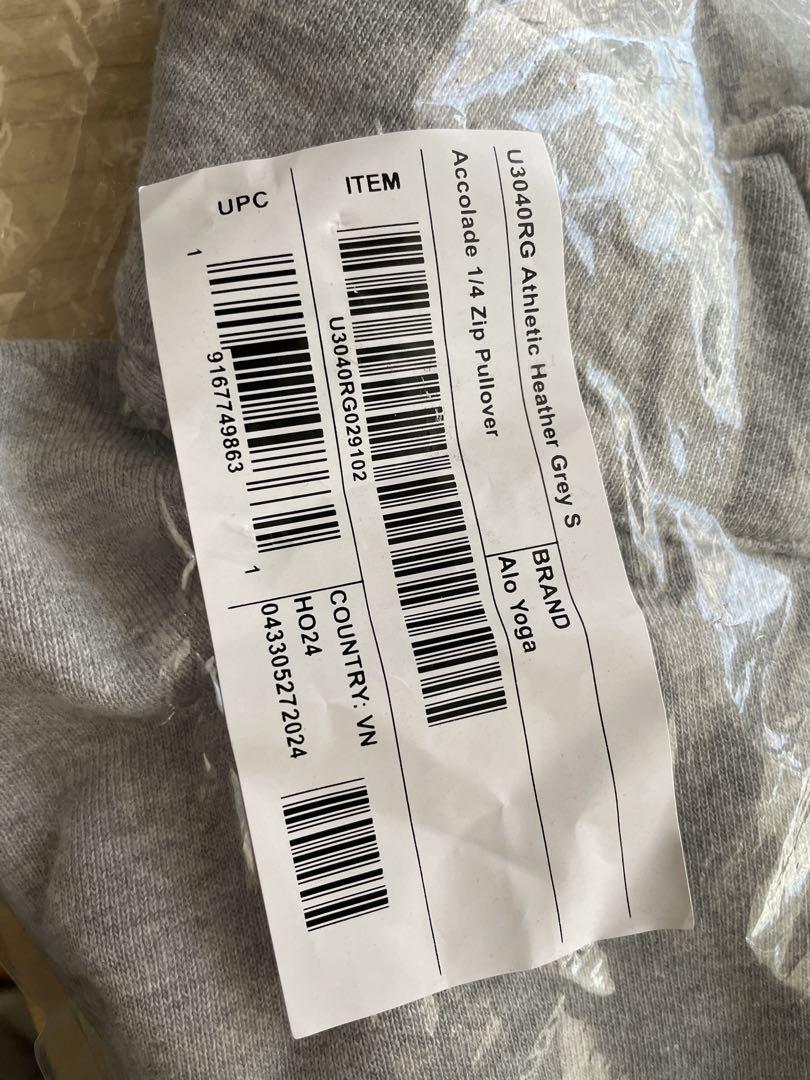 U3040RG Athletic Heather Grey S
Accolade 1/4 Zip Pullover
BRAND
Alo Yoga
ITEM
U3040RG029102
UPC
1 9167749863 1
COUNTRY: VN
HO24
043305272024